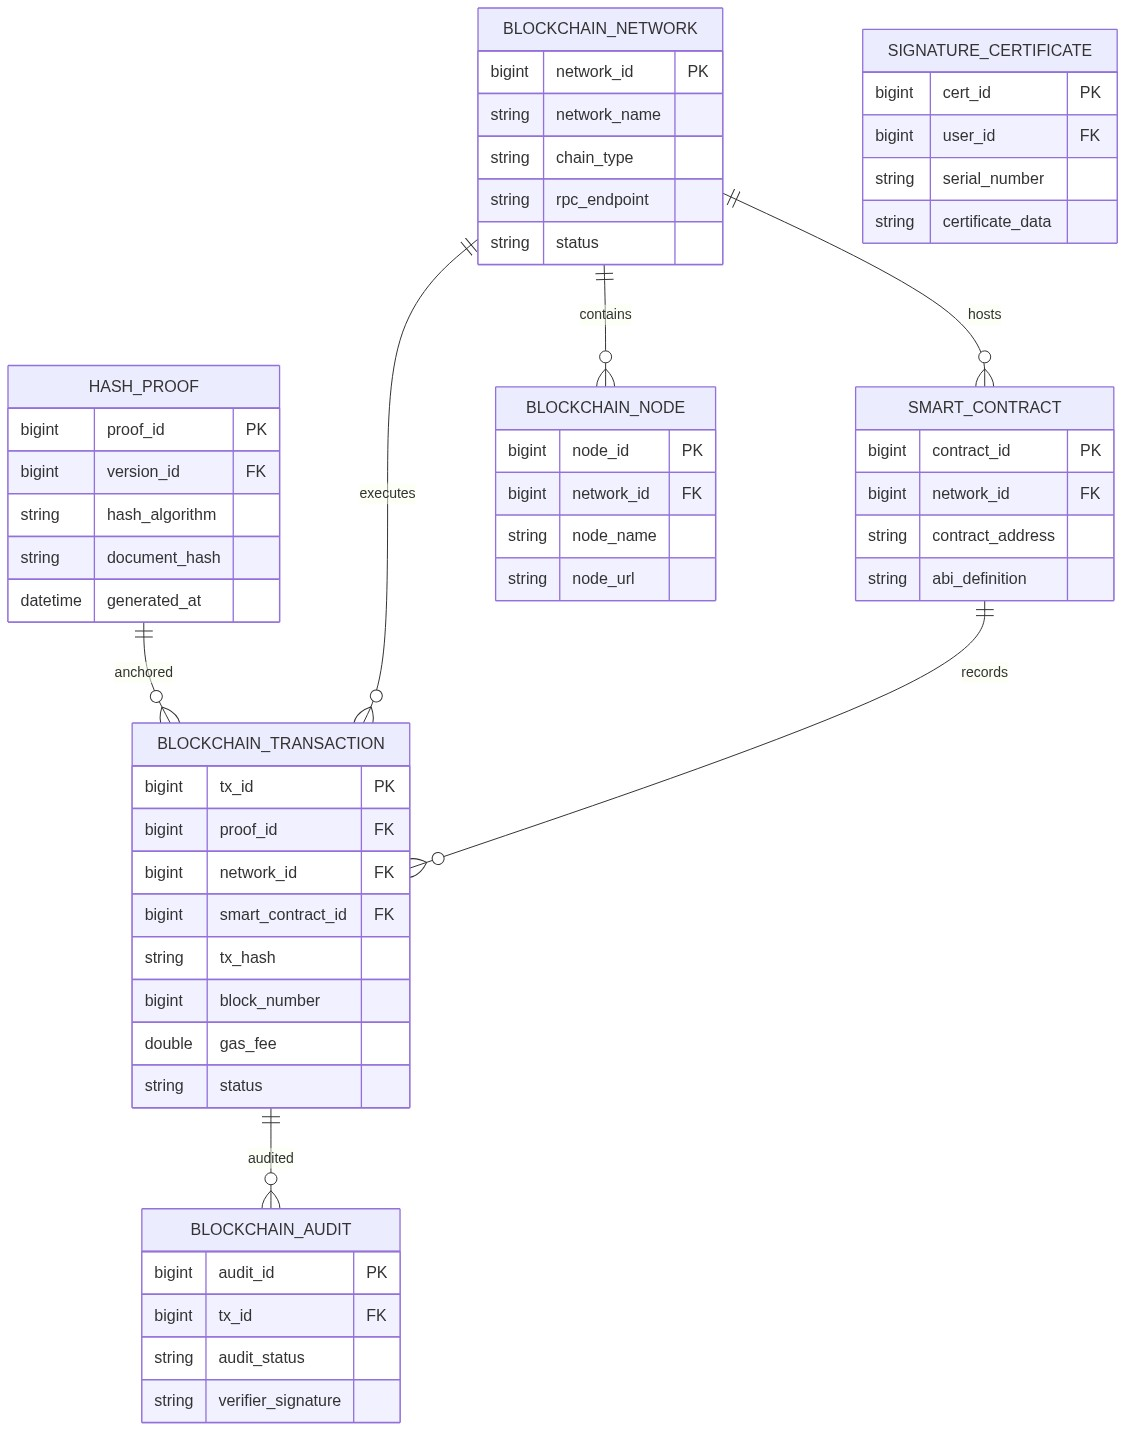 BLOCKCHAIN_NETWORK
bigint network_id PK
string network_name
string chain_type
string rpc_endpoint
string status
SIGNATURE_CERTIFICATE
bigint cert_id PK
bigint user_id FK
string serial_number
string certificate_data
contains
hosts
executes
HASH_PROOF
bigint proof_id PK
bigint version_id FK
string hash_algorithm
string document_hash
datetime generated_at
BLOCKCHAIN_NODE
bigint node_id PK
bigint network_id FK
string node_name
string node_url
SMART_CONTRACT
bigint contract_id PK
bigint network_id FK
string contract_address
string abi_definition
anchored
records
BLOCKCHAIN_TRANSACTION
bigint tx_id PK
bigint proof_id FK
bigint network_id FK
bigint smart_contract_id FK
string tx_hash
bigint block_number
double gas_fee
string status
audited
BLOCKCHAIN_AUDIT
bigint audit_id PK
bigint tx_id FK
string audit_status
string verifier_signature